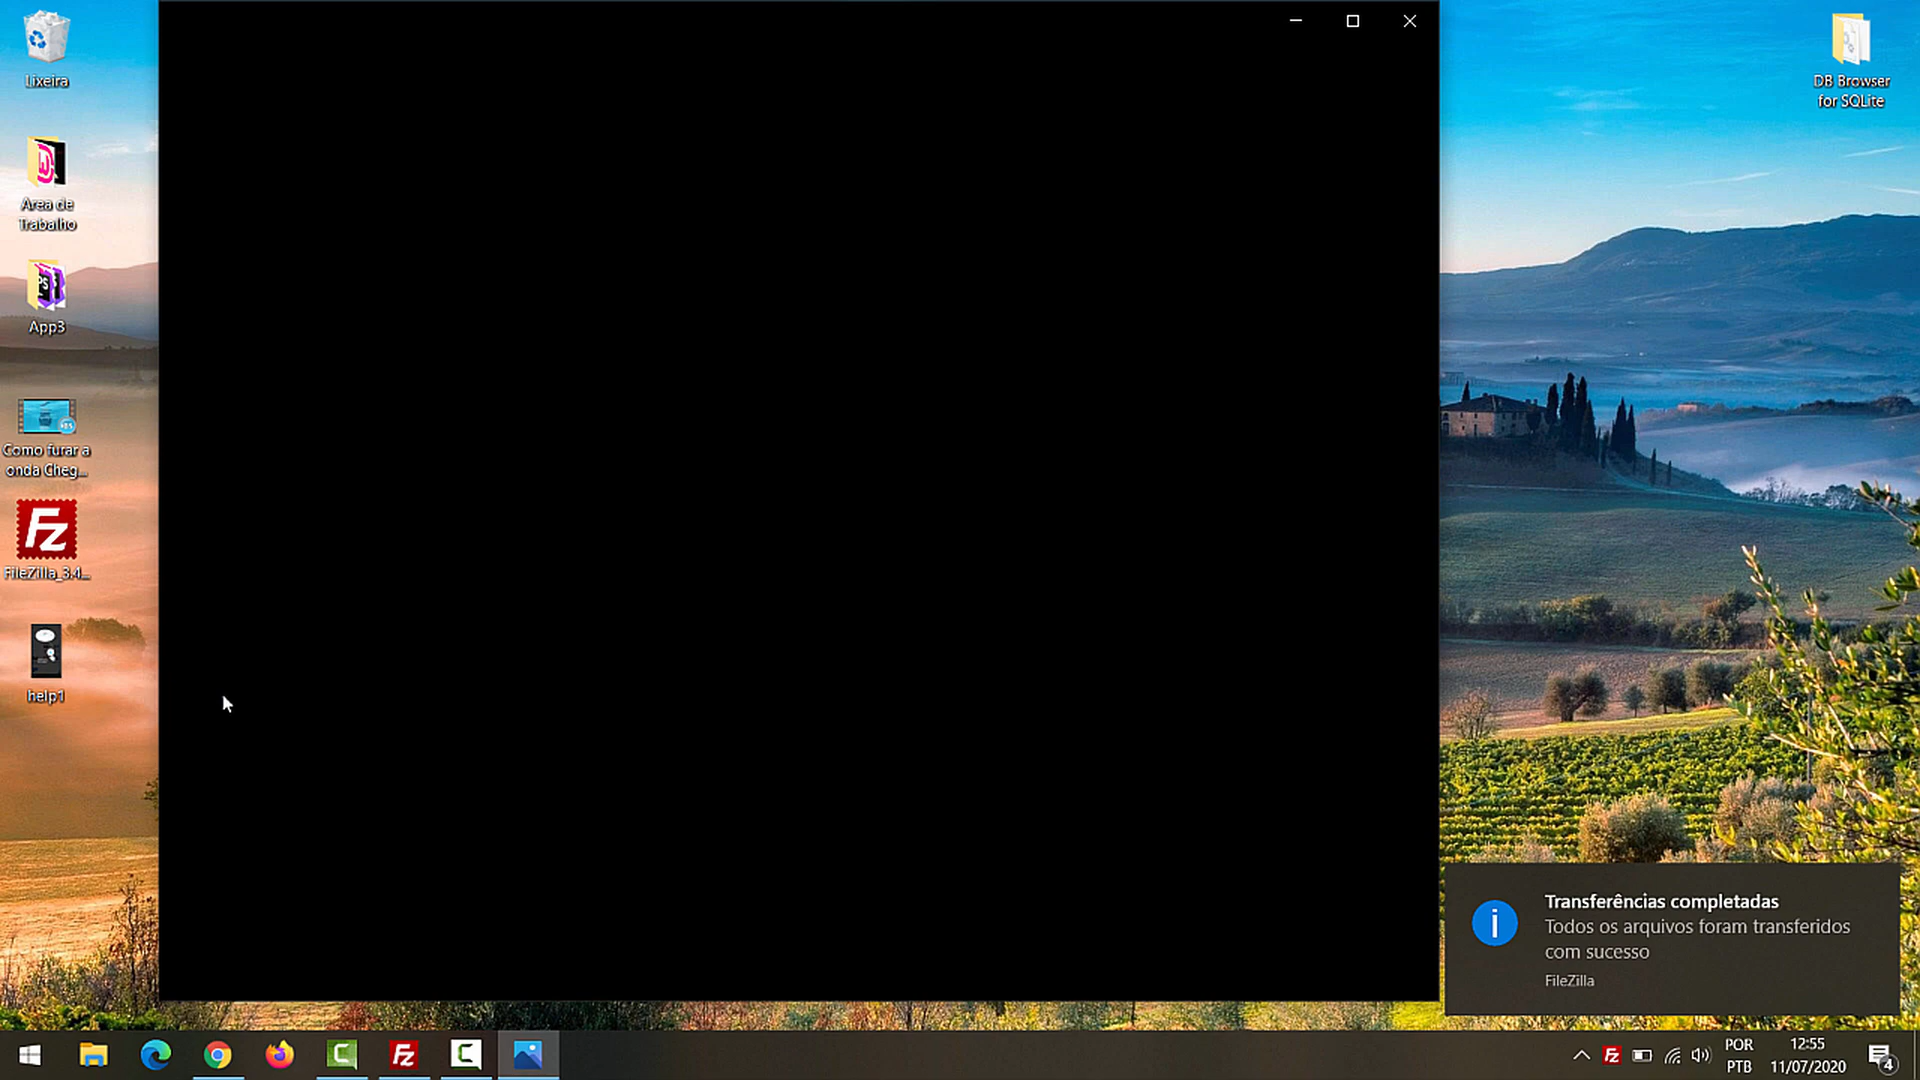 Lixeira
Área de
Trabalho
App3
Como furar a
onda Cheg...
FileZilla_3.4...
help1
DB Browser
for SQLite
Transferências completadas
Todos os arquivos foram transferidos
com sucesso
FileZilla
POR
PTB
12:55
11/07/2020
4